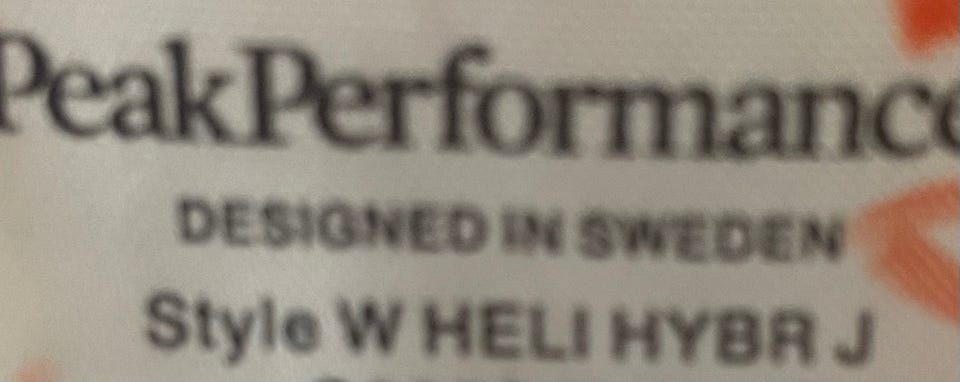 PeakPerformance
DESIGNED IN SWEDEN
Style W HELI HYBR J